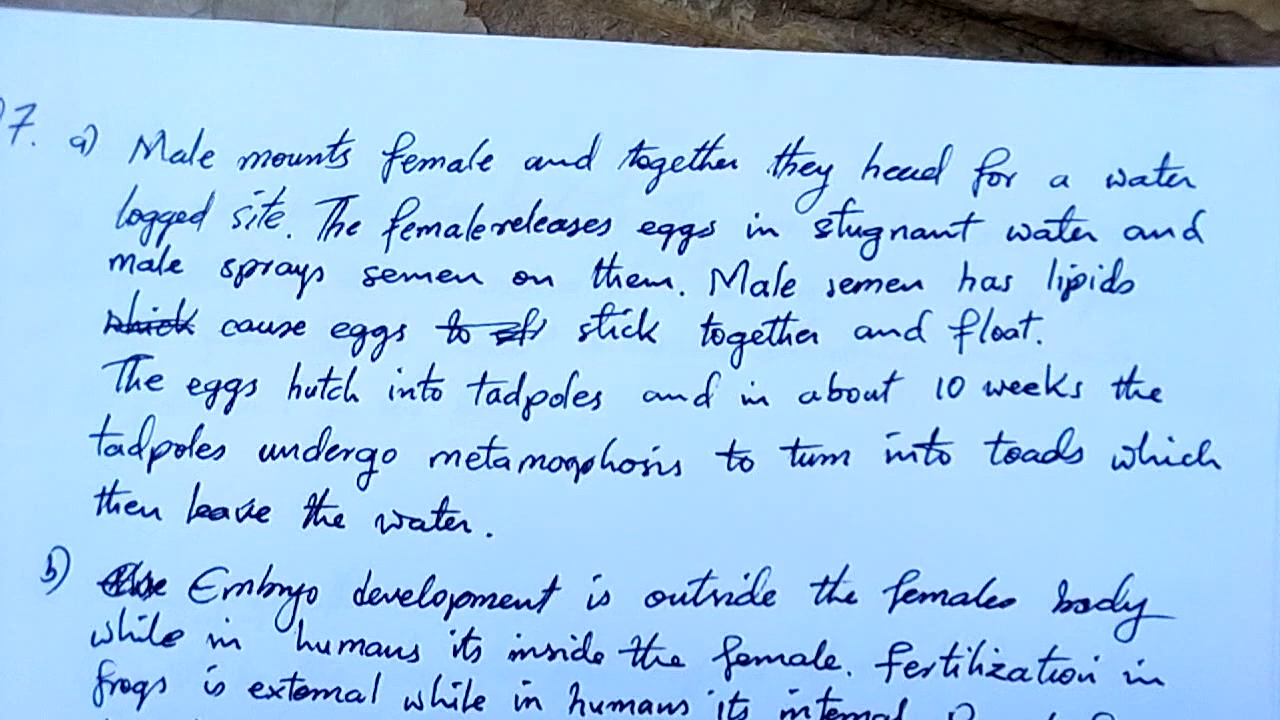 7. a) Male mounts female and together they head for a water
logged site. The female releases eggs in stugnant water and
male sprays semen on them. Male semen has lipids
which cause eggs to stick together and float.
The eggs hutch into tadpoles and in about 10 weeks the
tadpoles undergo metamorphosis to turn into toads which
then leave the water.
b) Embryo development is outside the females body
while in humans its inside the female. Fertilization in
frogs is external while in humans its internal.